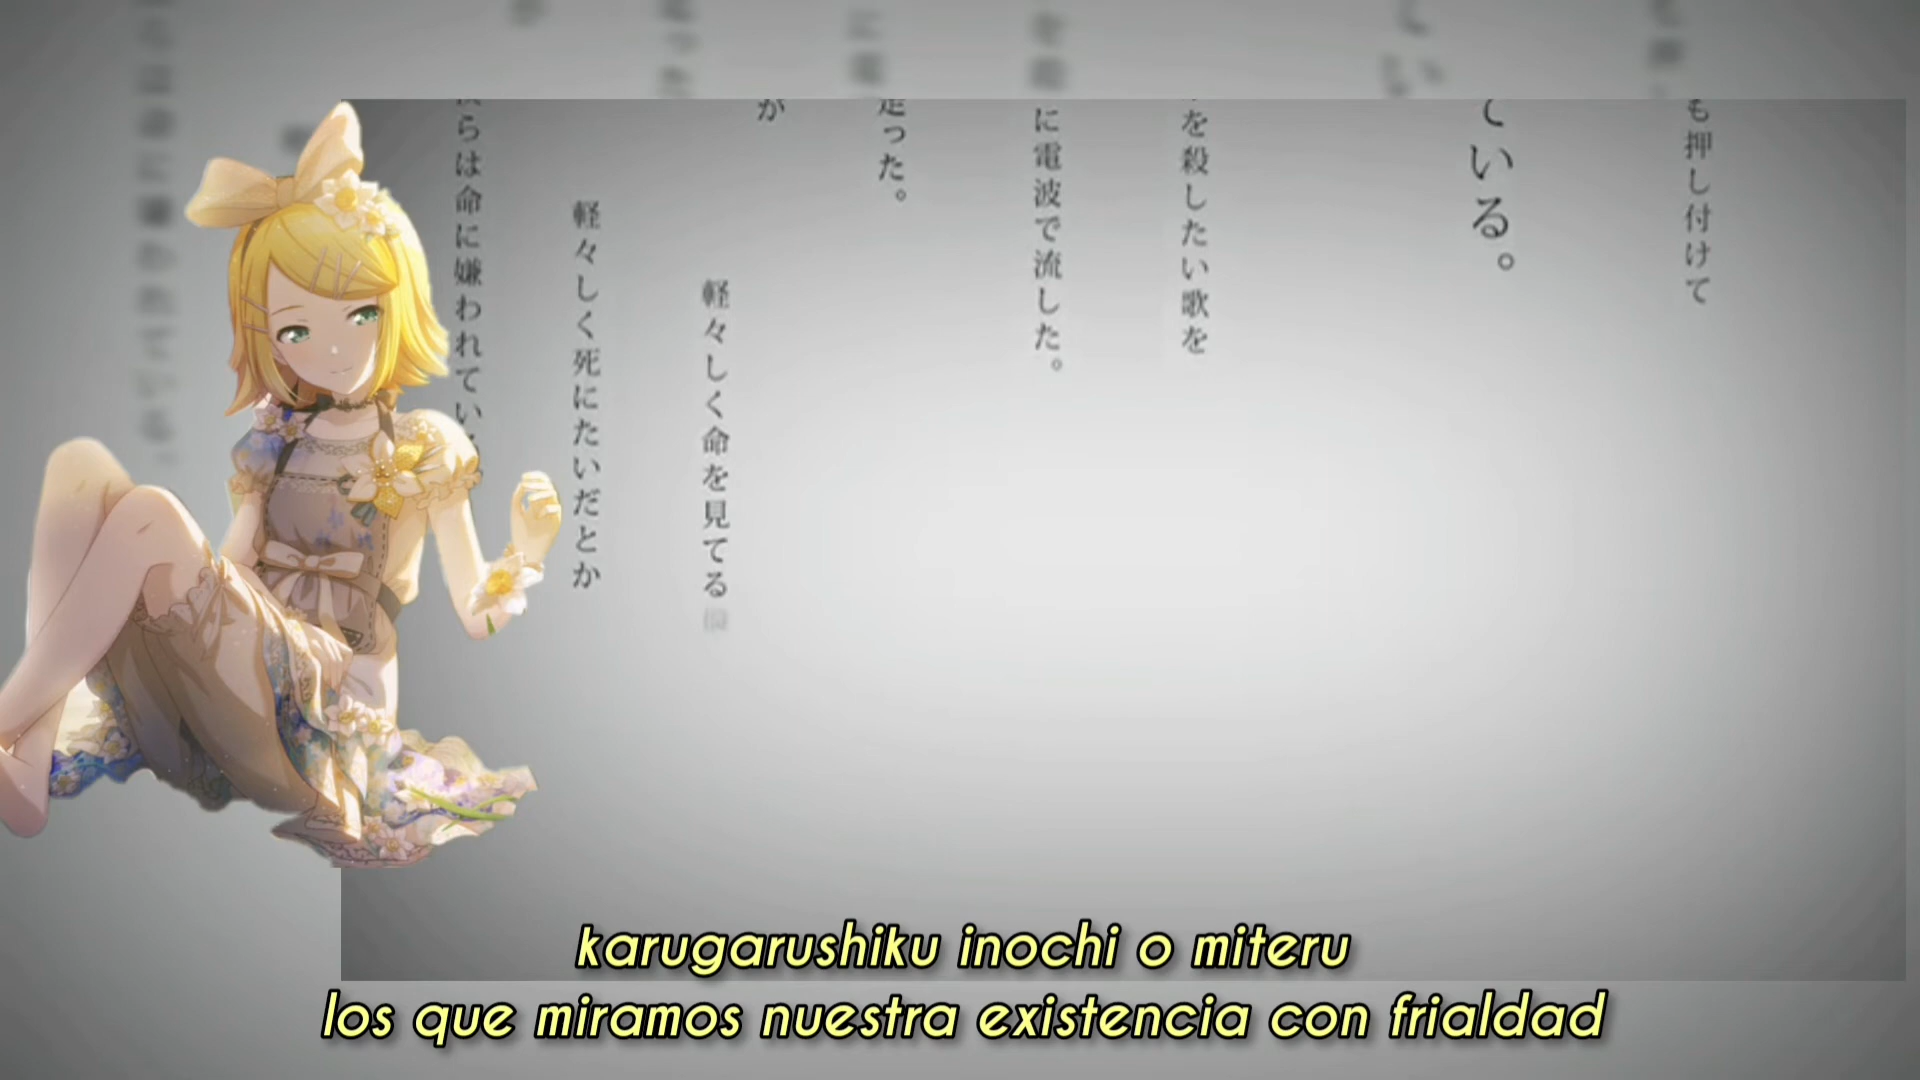 も押し付けて
ている。
を殺したい歌を
に電波で流した。
走った。
が
軽々しく命を見てる
軽々しく死にたいだとか
僕らは命に嫌われている
karugarushiku inochi o miteru
los que miramos nuestra existencia con frialdad